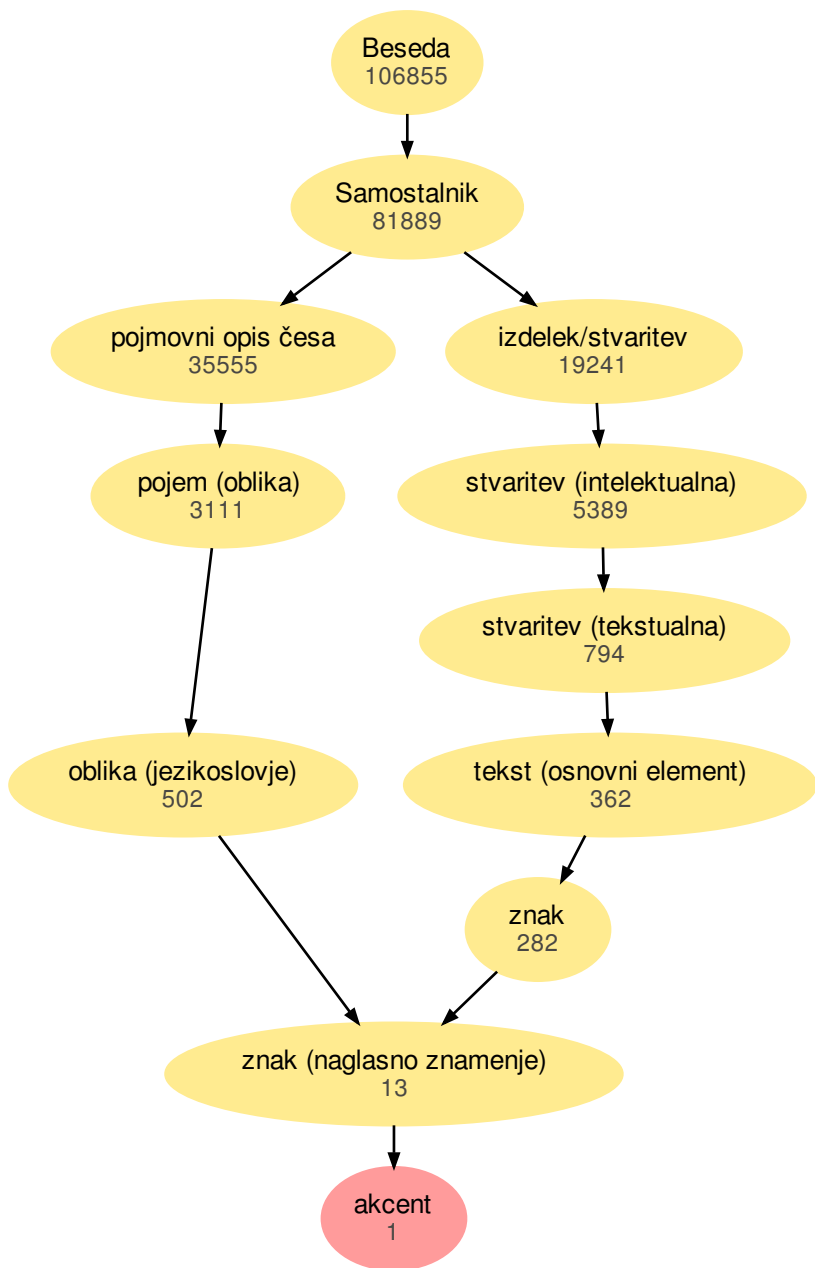 Beseda
106855
Samostalnik
81889
pojmovni opis česa
35555
izdelek/stvaritev
19241
pojem (oblika)
3111
stvaritev (intelektualna)
5389
stvaritev (tekstualna)
794
oblika (jezikoslovje)
502
tekst (osnovni element)
362
znak
282
znak (naglasno znamenje)
13
akcent
1